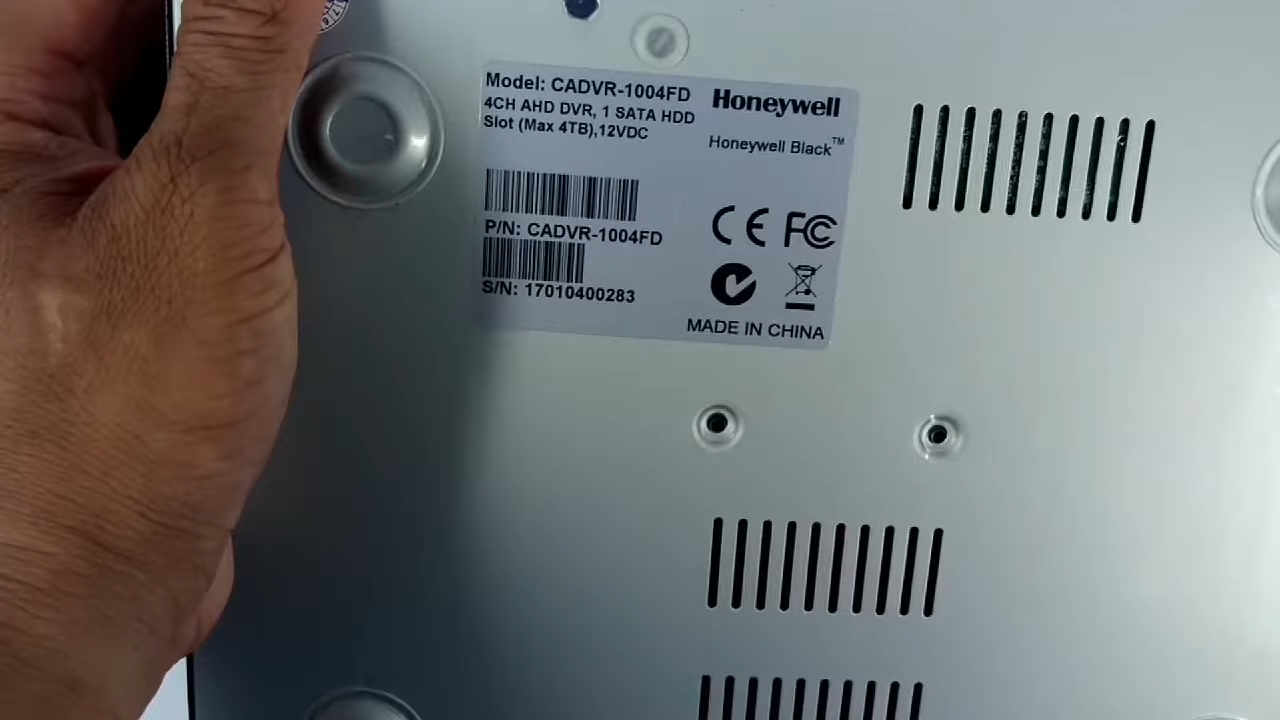 Model: CADVR-1004FD
4CH AHD DVR, 1 SATA HDD
Slot (Max 4TB),12VDC
P/N: CADVR-1004FD
S/N: 17010400283
Honeywell
Honeywell Black™
CE FC
MADE IN CHINA